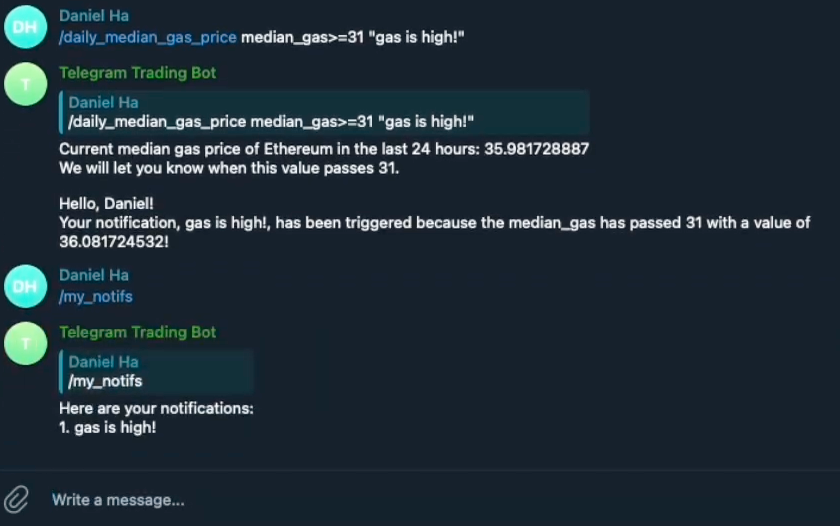 DH
Daniel Ha
/daily_median_gas_price median_gas>=31 "gas is high!"
T
Telegram Trading Bot
Daniel Ha
/daily_median_gas_price median_gas>=31 "gas is high!"
Current median gas price of Ethereum in the last 24 hours: 35.981728887
We will let you know when this value passes 31.
Hello, Daniel!
Your notification, gas is high!, has been triggered because the median_gas has passed 31 with a value of
36.081724532!
DH
Daniel Ha
/my_notifs
T
Telegram Trading Bot
Daniel Ha
/my_notifs
Here are your notifications:
1. gas is high!
Write a message...